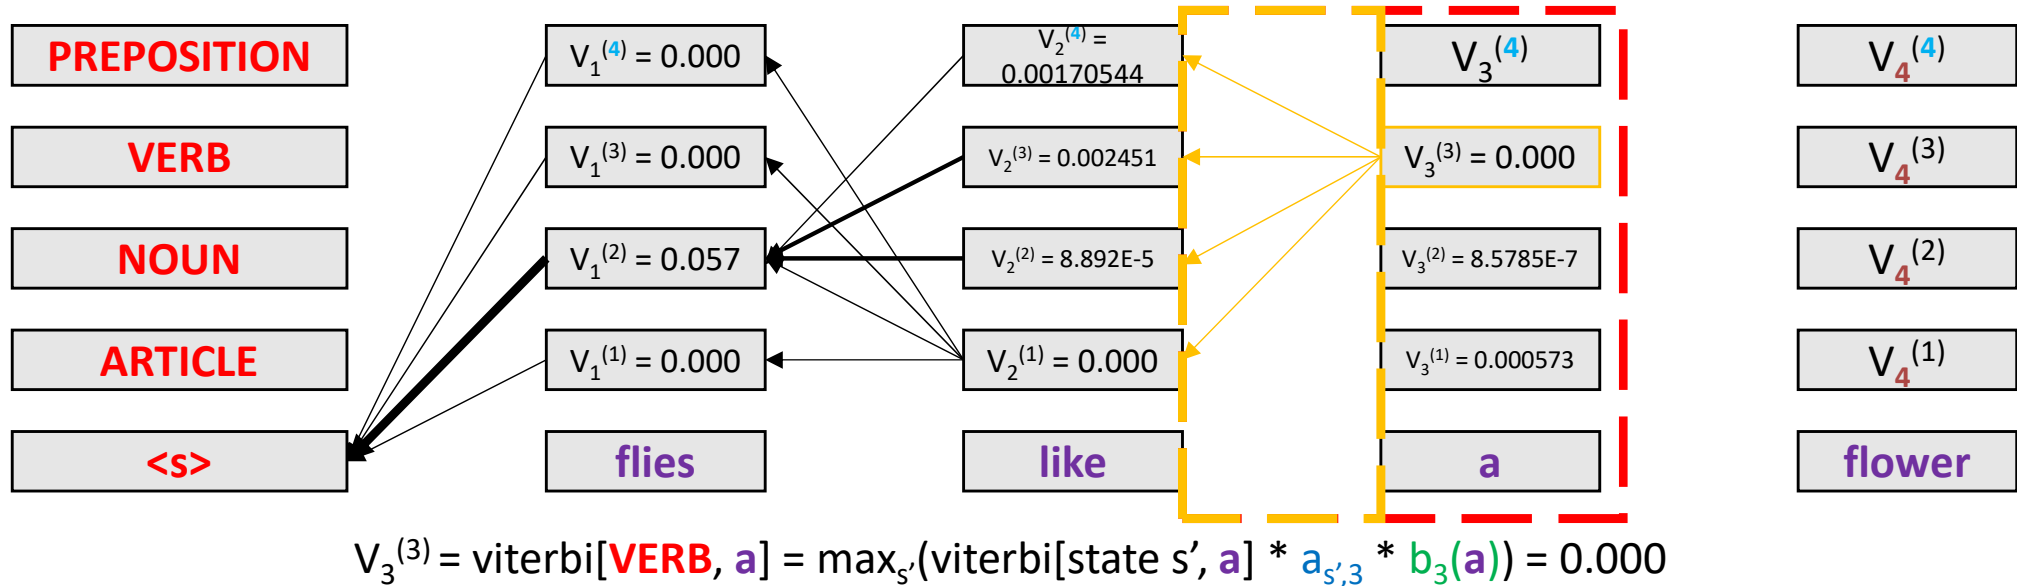 PREPOSITION V₁⁽⁴⁾ = 0.000 V₂⁽⁴⁾ = 0.00170544 V₃⁽⁴⁾ V₄⁽⁴⁾
VERB V₁⁽³⁾ = 0.000 V₂⁽³⁾ = 0.002451 V₃⁽³⁾ = 0.000 V₄⁽³⁾
NOUN V₁⁽²⁾ = 0.057 V₂⁽²⁾ = 8.892E-5 V₃⁽²⁾ = 8.5785E-7 V₄⁽²⁾
ARTICLE V₁⁽¹⁾ = 0.000 V₂⁽¹⁾ = 0.000 V₃⁽¹⁾ = 0.000573 V₄⁽¹⁾
<s> flies like a flower
V₃⁽³⁾ = viterbi[VERB, a] = max_s'(viterbi[state s', a] * a_s',3 * b₃(a)) = 0.000